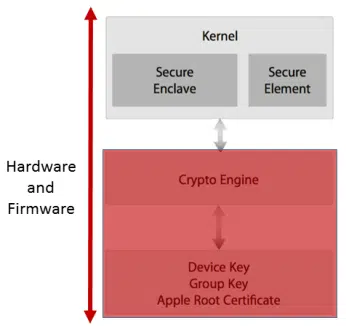 Kernel
Secure
Enclave
Secure
Element
Hardware
and
Firmware
Crypto Engine
Device Key
Group Key
Apple Root Certificate